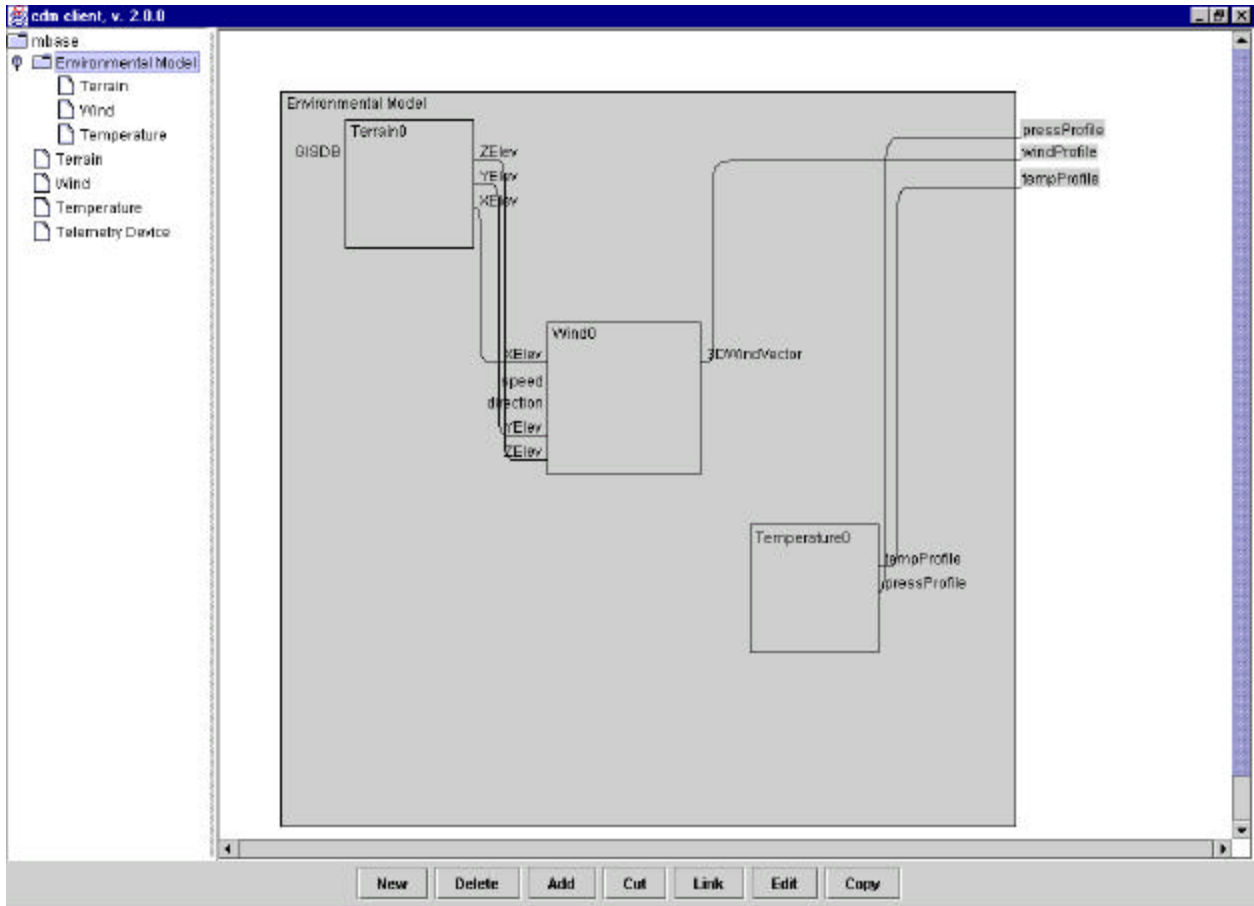 cdm client, v. 2.0.0
mbase
Environmental Model
Terrain
Wind
Temperature
Terrain
Wind
Temperature
Telemetry Device
Environmental Model
Terrain0
GISDB
ZElev
YElev
XElev
pressProfile
windProfile
tempProfile
Wind0
XElev
speed
direction
YElev
ZElev
3DWindVector
Temperature0
tempProfile
pressProfile
New Delete Add Cut Link Edit Copy